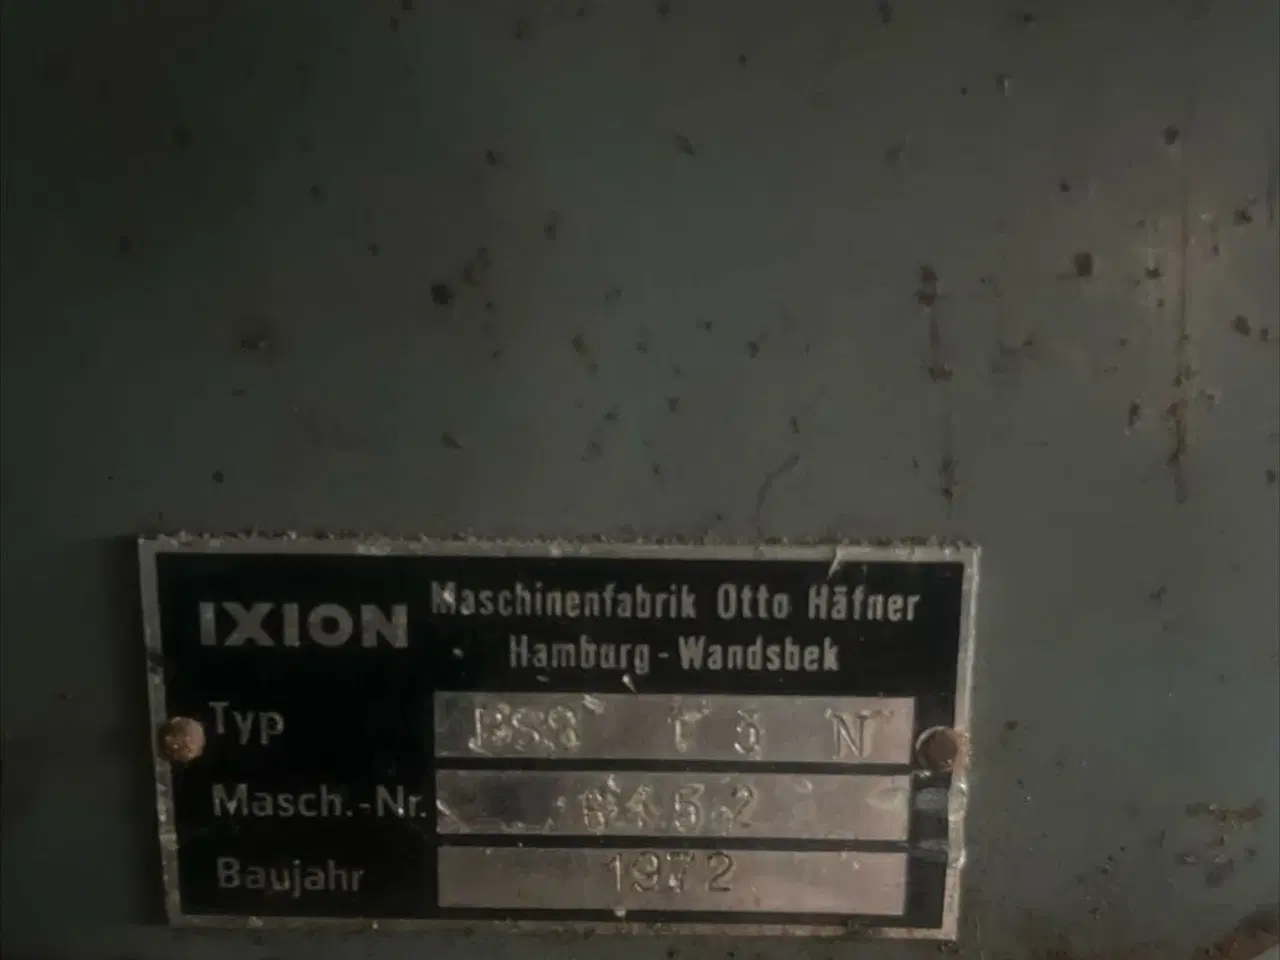 IXION
Maschinenfabrik Otto Häfner
Hamburg-Wandsbek
Typ N
Masch.-Nr.
Baujahr 1972